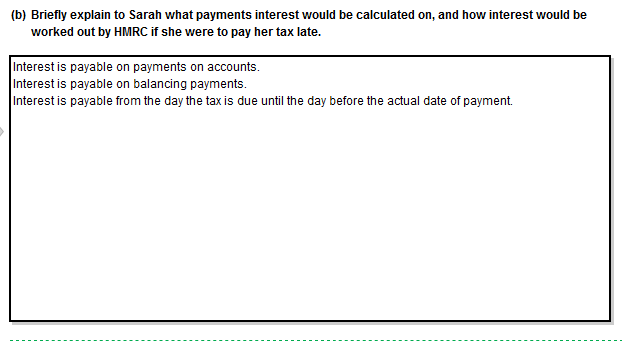 (b) Briefly explain to Sarah what payments interest would be calculated on, and how interest would be
worked out by HMRC if she were to pay her tax late.
Interest is payable on payments on accounts.
Interest is payable on balancing payments.
Interest is payable from the day the tax is due until the day before the actual date of payment.